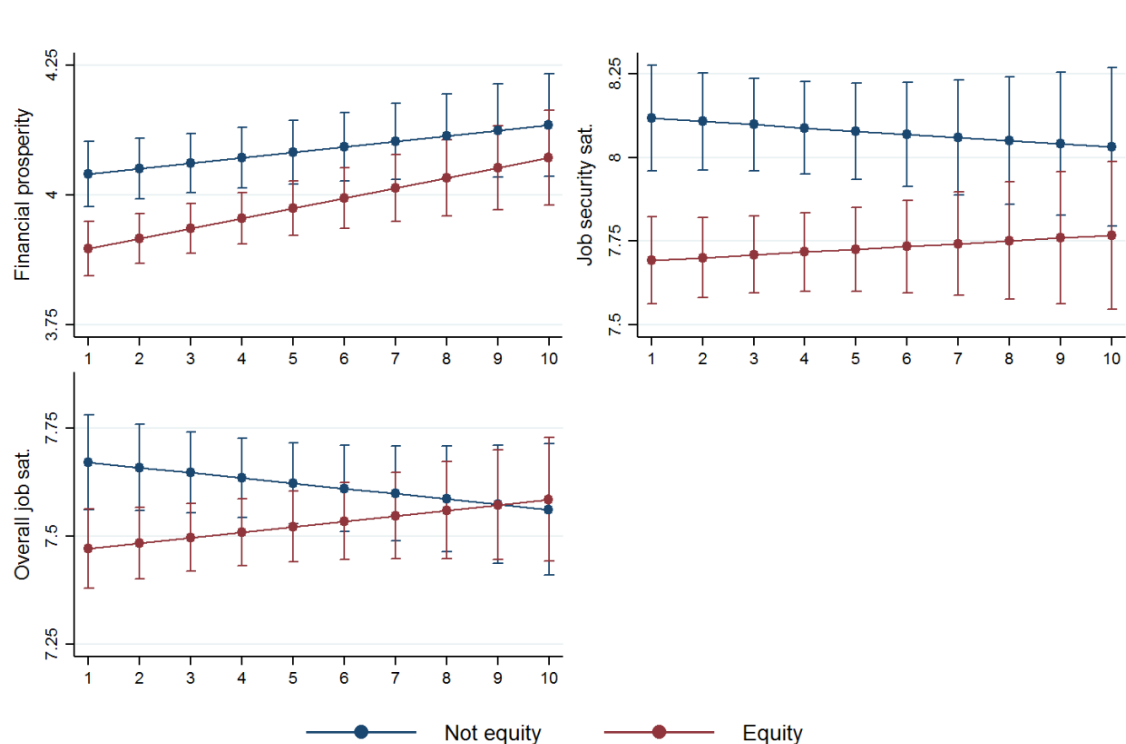 Financial prosperity
4.25
4
3.75
1 2 3 4 5 6 7 8 9 10
Job security sat.
8.25
8
7.75
7.5
1 2 3 4 5 6 7 8 9 10
Overall job sat.
7.75
7.5
7.25
1 2 3 4 5 6 7 8 9 10
Not equity Equity